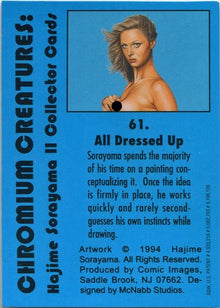 CHROMIUM CREATURES:
Hajime Sorayama II Collector Cards
61.
All Dressed Up
Sorayama spends the majority
of his time on a painting con-
ceptualizing it. Once the idea
is firmly in place, he works
quickly and rarely second-
guesses his own instincts while
drawing.
Artwork © 1994 Hajime
Sorayama. All Rights Reserved.
Produced by Comic Images,
Saddle Brook, NJ 07662. De-
signed by McNabb Studios.